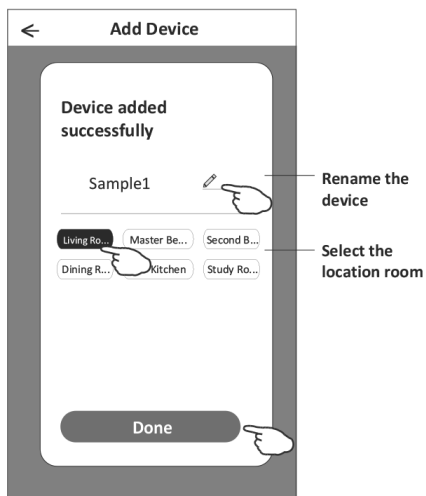 Add Device
Device added
successfully
Sample1
Rename the
device
Living Ro...
Master Be...
Second B...
Select the
location room
Dining R...
Kitchen
Study Ro...
Done